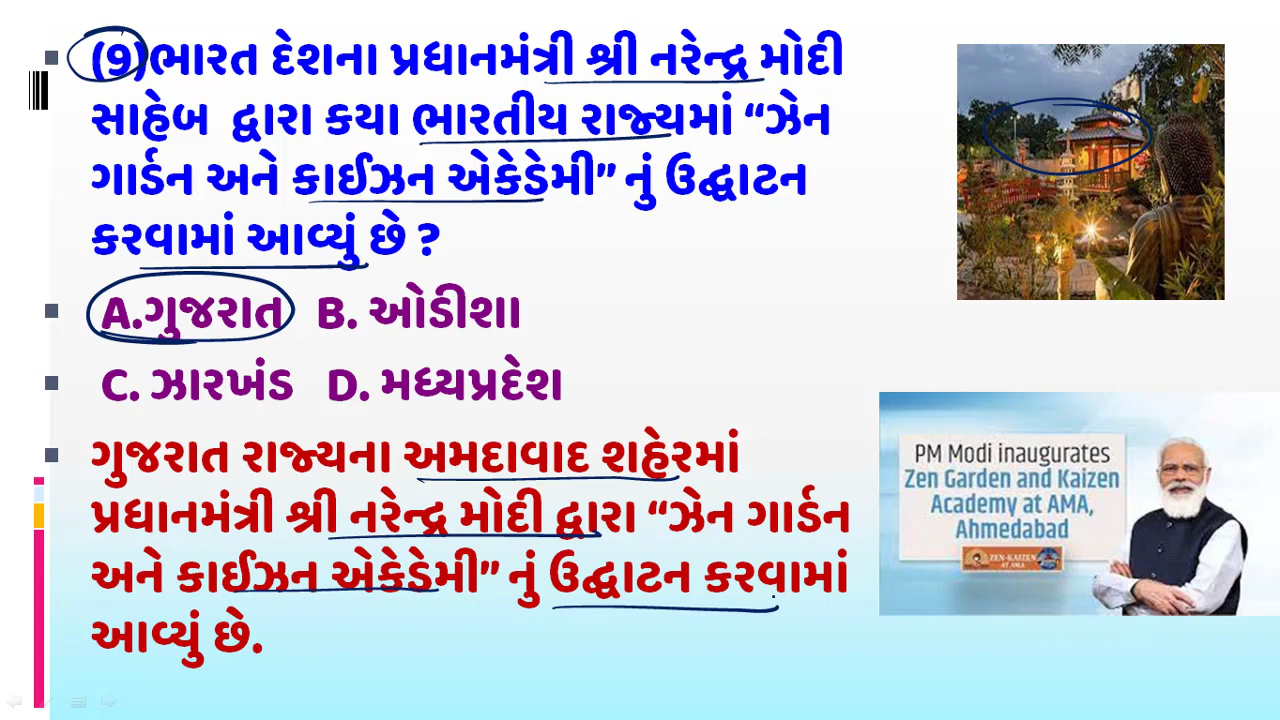 (9)ભારત દેશના પ્રધાનમંત્રી શ્રી નરેન્દ્ર મોદી
સાહેબ દ્વારા કયા ભારતીય રાજ્યમાં “ઝેન
ગાર્ડન અને કાઈઝન એકેડેમી” નું ઉદ્ઘાટન
કરવામાં આવ્યું છે ?
A.ગુજરાત B. ઓડીશા
C. ઝારખંડ D. મધ્યપ્રદેશ
ગુજરાત રાજ્યના અમદાવાદ શહેરમાં
પ્રધાનમંત્રી શ્રી નરેન્દ્ર મોદી દ્વારા “ઝેન ગાર્ડન
અને કાઈઝન એકેડેમી” નું ઉદ્ઘાટન કરવામાં
આવ્યું છે.
PM Modi inaugurates
Zen Garden and Kaizen
Academy at AMA,
Ahmedabad
ZEN-KAIZEN
AT AMA